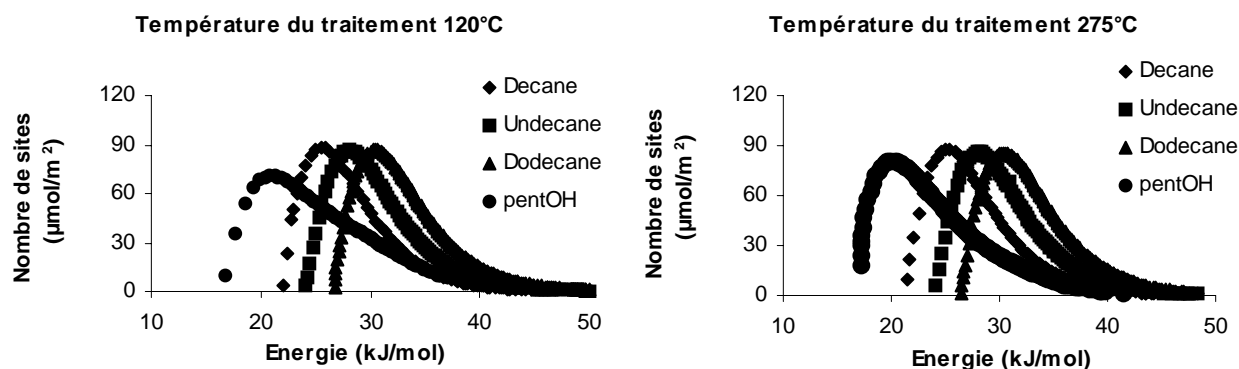 Température du traitement 120°C
Nombre de sites
(µmol/m²)
120
90
60
30
0
10 20 30 40 50
Energie (kJ/mol)
Decane
Undecane
Dodecane
pentOH
Température du traitement 275°C
Nombre de sites
(µmol/m²)
120
90
60
30
0
10 20 30 40 50
Energie (kJ/mol)
Decane
Undecane
Dodecane
pentOH